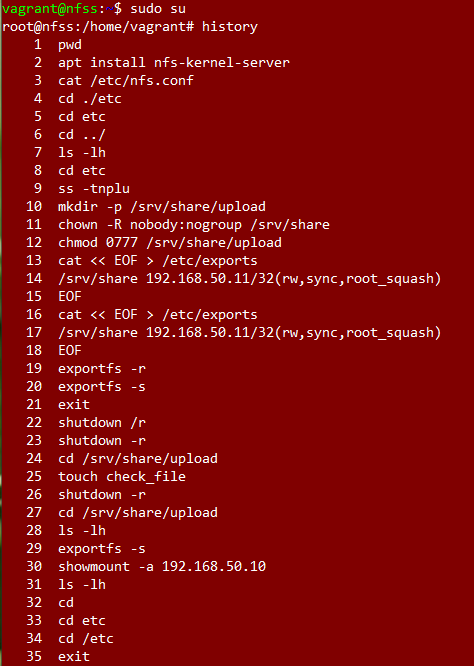 vagrant@nfss:~$ sudo su
root@nfss:/home/vagrant# history
1 pwd
2 apt install nfs-kernel-server
3 cat /etc/nfs.conf
4 cd ./etc
5 cd etc
6 cd ../
7 ls -lh
8 cd etc
9 ss -tnplu
10 mkdir -p /srv/share/upload
11 chown -R nobody:nogroup /srv/share
12 chmod 0777 /srv/share/upload
13 cat << EOF > /etc/exports
14 /srv/share 192.168.50.11/32(rw,sync,root_squash)
15 EOF
16 cat << EOF > /etc/exports
17 /srv/share 192.168.50.11/32(rw,sync,root_squash)
18 EOF
19 exportfs -r
20 exportfs -s
21 exit
22 shutdown /r
23 shutdown -r
24 cd /srv/share/upload
25 touch check_file
26 shutdown -r
27 cd /srv/share/upload
28 ls -lh
29 exportfs -s
30 showmount -a 192.168.50.10
31 ls -lh
32 cd
33 cd etc
34 cd /etc
35 exit